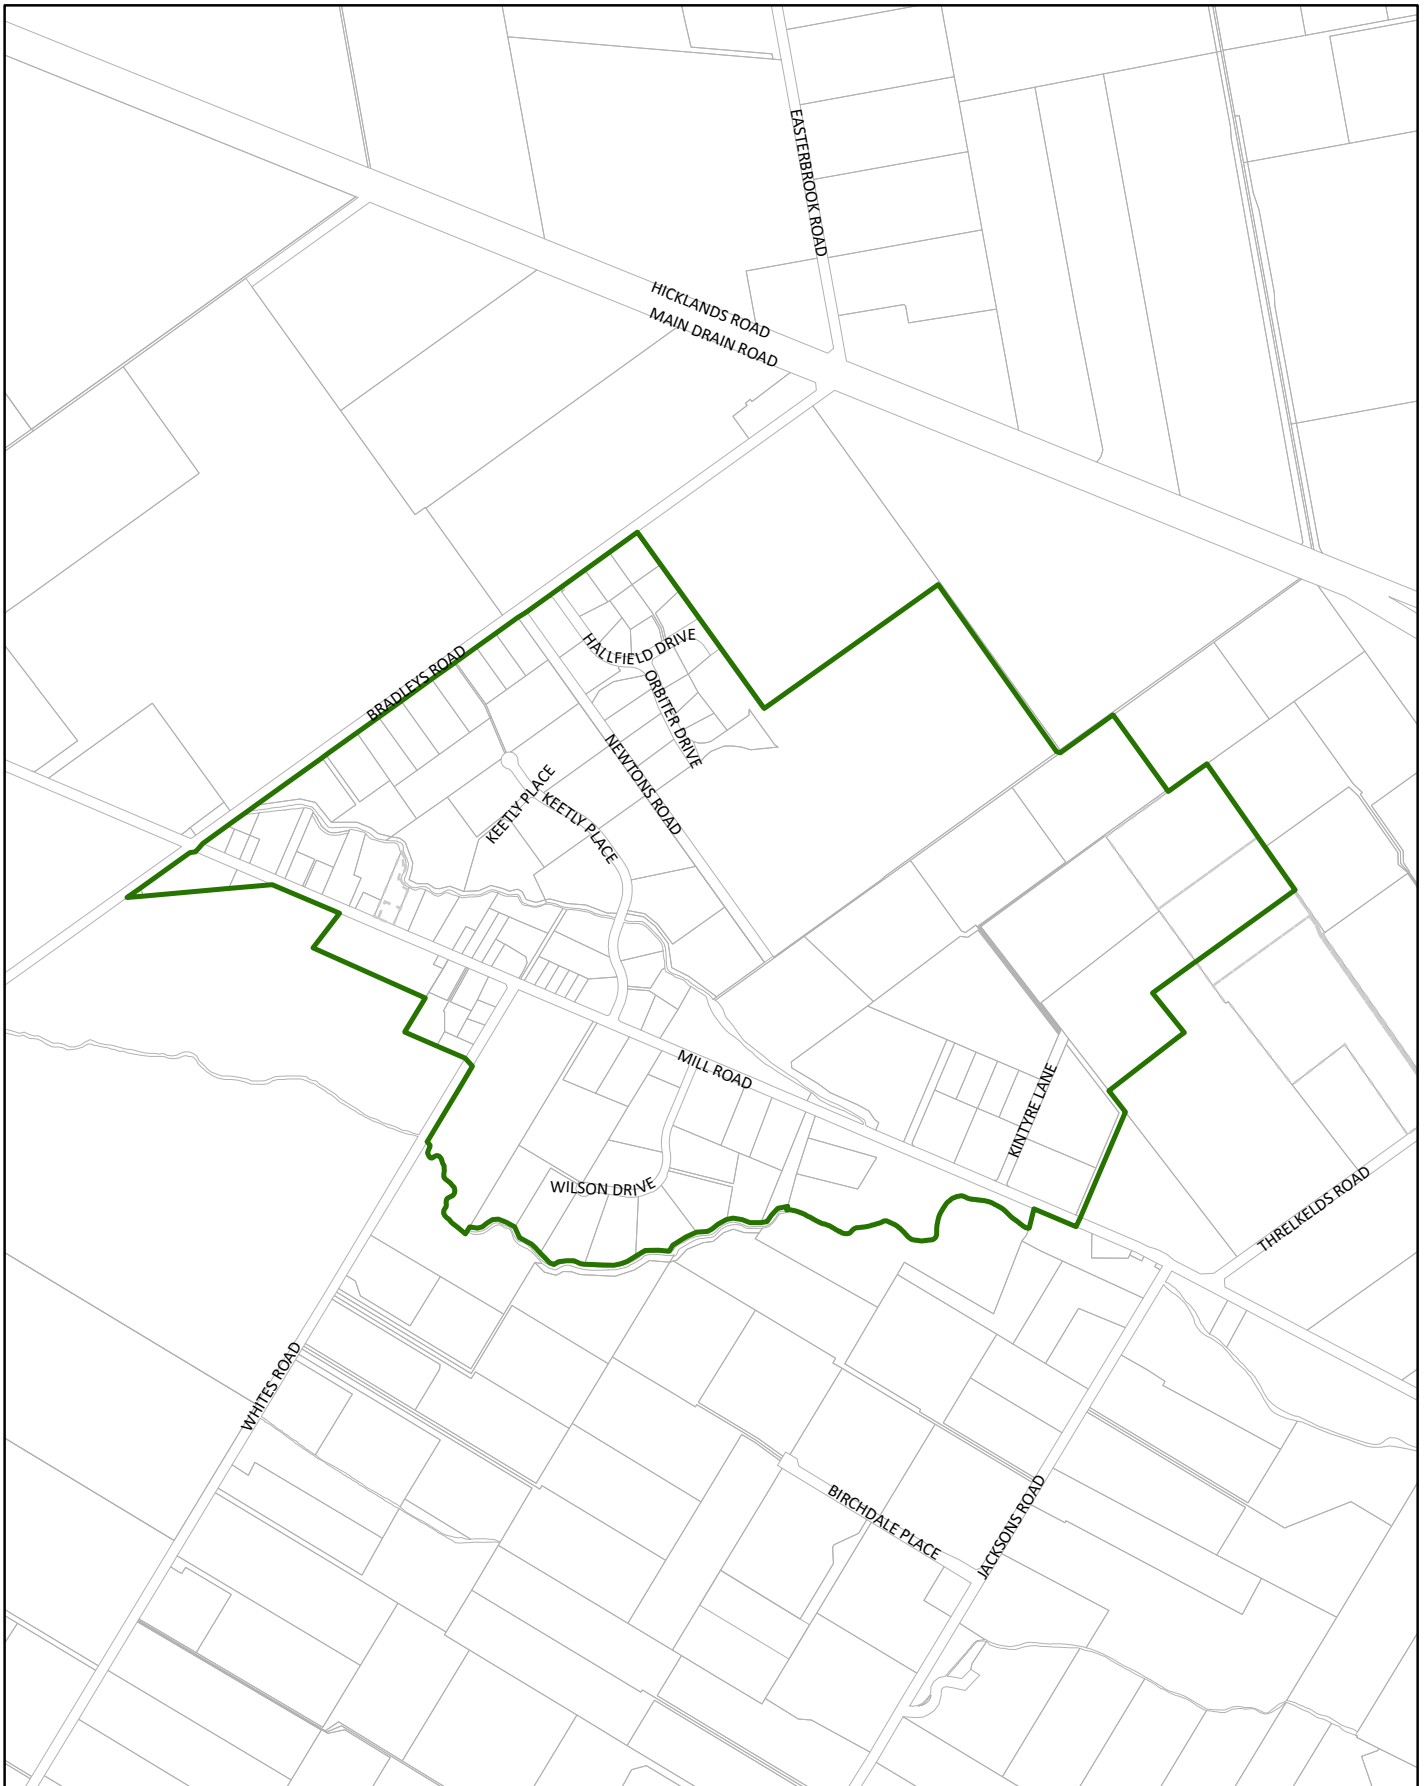 EASTERBROOK ROAD
HICKLANDS ROAD
MAIN DRAIN ROAD
HALLFIELD DRIVE
BRADLEYS ROAD
ORBITER DRIVE
NEWTONS ROAD
KEETLY PLACE
KEETLY PLACE
MILL ROAD
KINTYRE LANE
WILSON DRIVE
THRELKELDS ROAD
WHITES ROAD
BIRCHDALE PLACE
JACKSONS ROAD